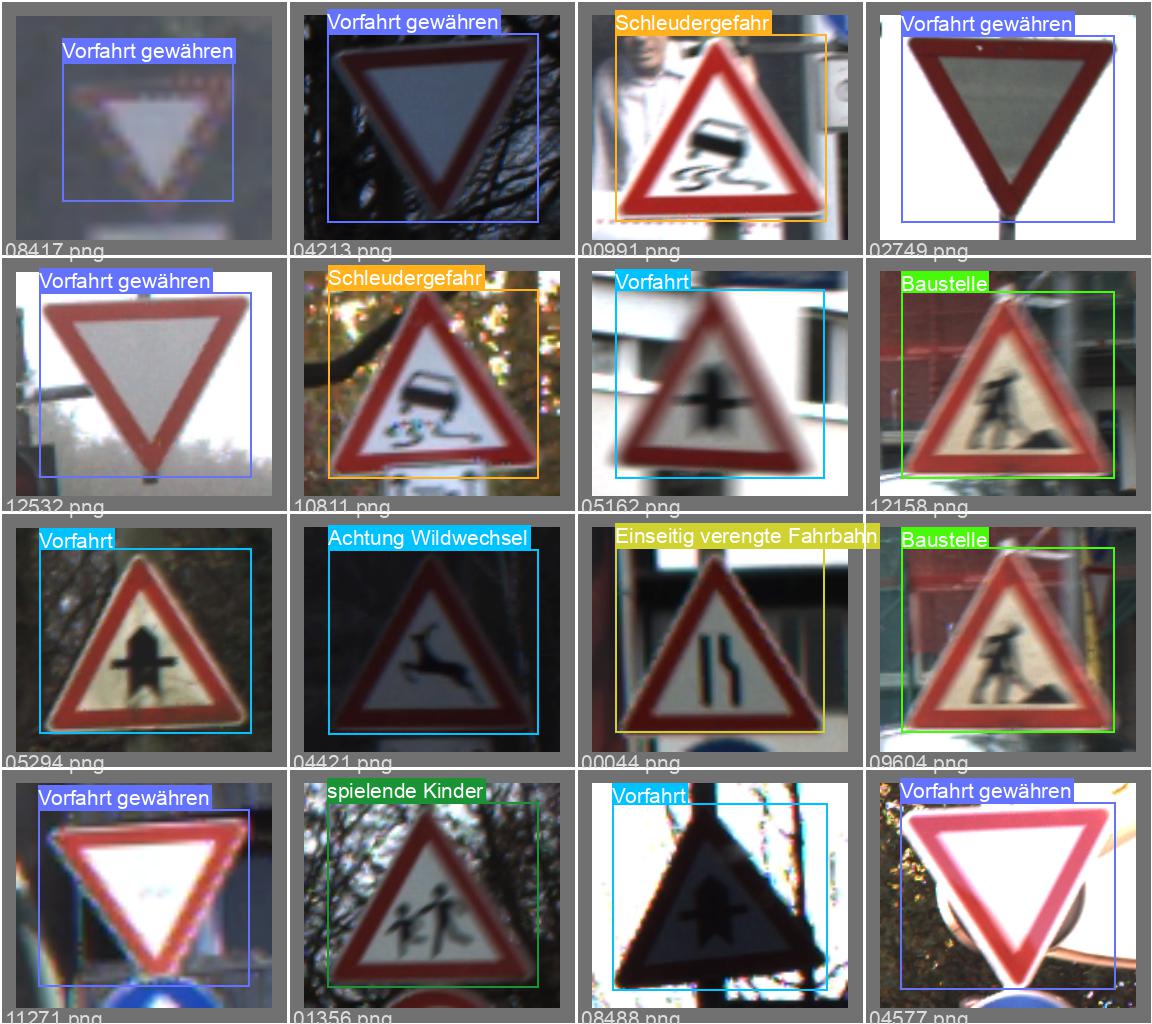 Vorfahrt gewähren
Vorfahrt gewähren
Schleudergefahr
Vorfahrt gewähren
08417.png
04213.png
00991.png
02749.png
Vorfahrt gewähren
Schleudergefahr
Vorfahrt
Baustelle
12532.png
10811.png
05162.png
12158.png
Vorfahrt
Achtung Wildwechsel
Einseitig verengte Fahrbahn
Baustelle
05294.png
04421.png
00044.png
09604.png
Vorfahrt gewähren
spielende Kinder
Vorfahrt
Vorfahrt gewähren
11271.png
01356.png
08488.png
04577.png